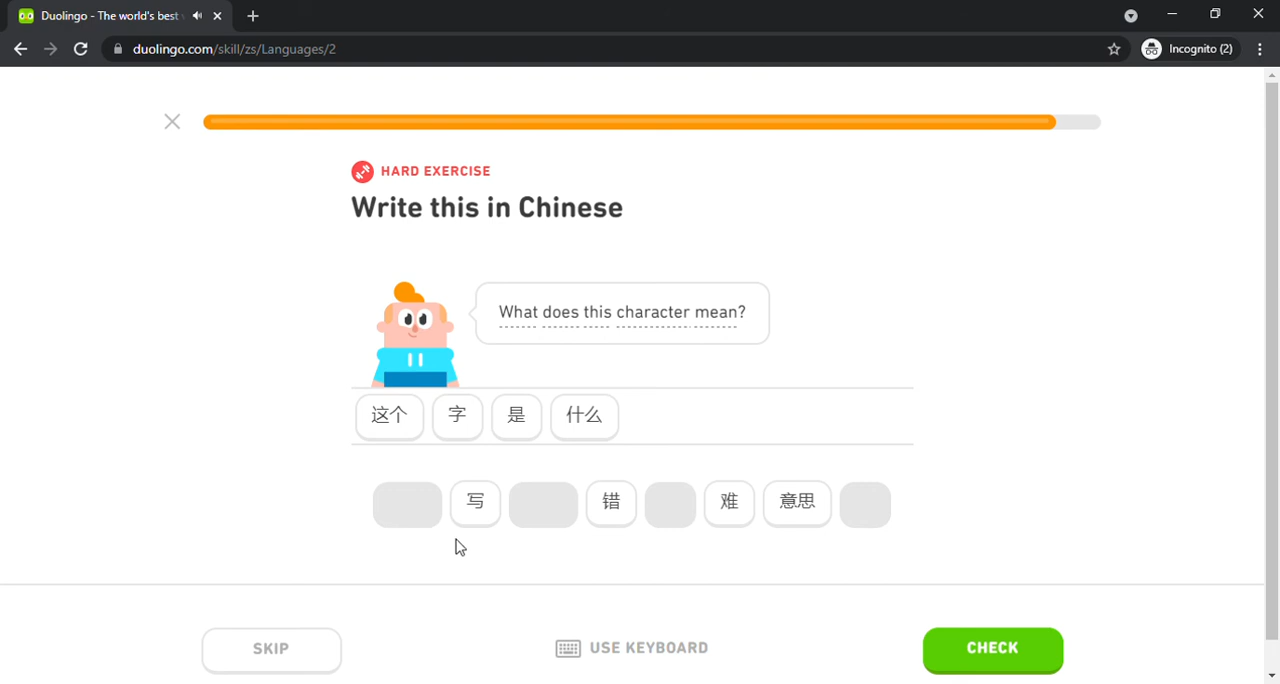 Duolingo - The world's best
duolingo.com/skill/zs/Languages/2
Incognito (2)
HARD EXERCISE
Write this in Chinese
What does this character mean?
这个 字 是 什么
写 错 难 意思
SKIP
USE KEYBOARD
CHECK